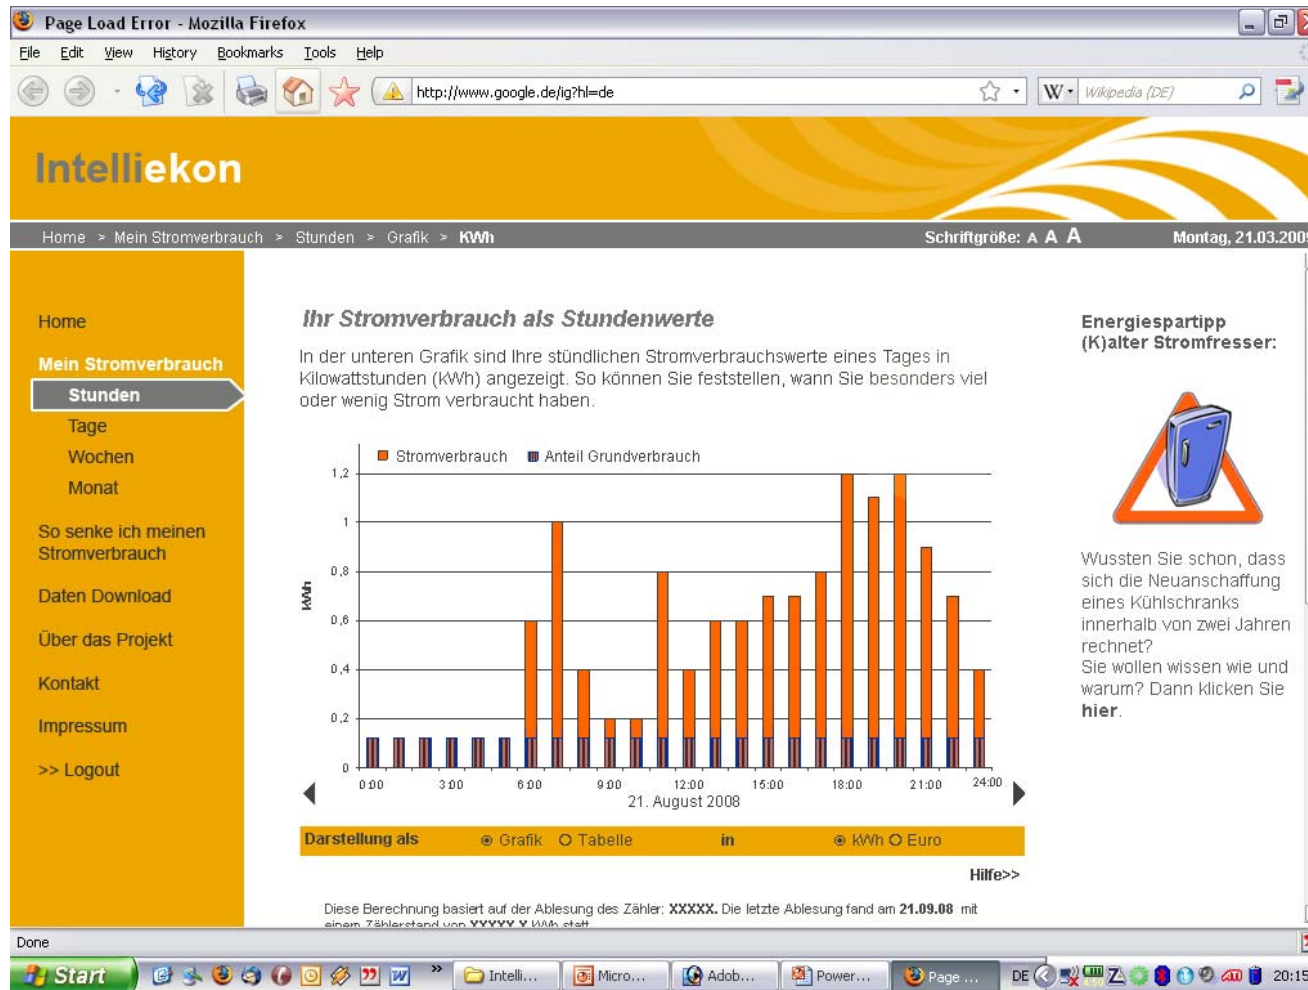 Page Load Error - Mozilla Firefox
File Edit View History Bookmarks Tools Help
http://www.google.de/ig?hl=de
W Wikipedia (DE)
Intelliekon
Home > Mein Stromverbrauch > Stunden > Grafik > KWh
Schriftgröße: A A A
Montag, 21.03.2009
Home
Mein Stromverbrauch
Stunden
Tage
Wochen
Monat
So senke ich meinen
Stromverbrauch
Daten Download
Über das Projekt
Kontakt
Impressum
>> Logout
Ihr Stromverbrauch als Stundenwerte
In der unteren Grafik sind Ihre stündlichen Stromverbrauchswerte eines Tages in
Kilowattstunden (kWh) angezeigt. So können Sie feststellen, wann Sie besonders viel
oder wenig Strom verbraucht haben.
Stromverbrauch Anteil Grundverbrauch
1,2
1
0,8
0,6
0,4
0,2
0
kWh
0:00 3:00 6:00 9:00 12:00 15:00 18:00 21:00 24:00
21. August 2008
Darstellung als Grafik Tabelle in kWh Euro
Hilfe>>
Diese Berechnung basiert auf der Ablesung des Zähler: XXXXX. Die letzte Ablesung fand am 21.09.08 mit
einem Zählerstand von YYYYY,Y kWh statt
Energiespartipp
(K)alter Stromfresser:
Wussten Sie schon, dass
sich die Neuanschaffung
eines Kühlschranks
innerhalb von zwei Jahren
rechnet?
Sie wollen wissen wie und
warum? Dann klicken Sie
hier.
Done
Start
Intelli...
Micro...
Adob...
Power...
Page ...
DE
20:15